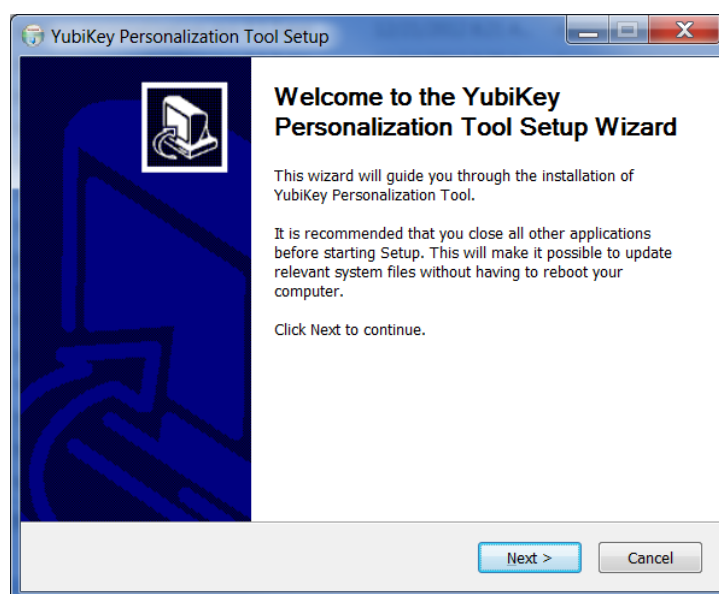 YubiKey Personalization Tool Setup
Welcome to the YubiKey
Personalization Tool Setup Wizard
This wizard will guide you through the installation of
YubiKey Personalization Tool.
It is recommended that you close all other applications
before starting Setup. This will make it possible to update
relevant system files without having to reboot your
computer.
Click Next to continue.
Next >
Cancel